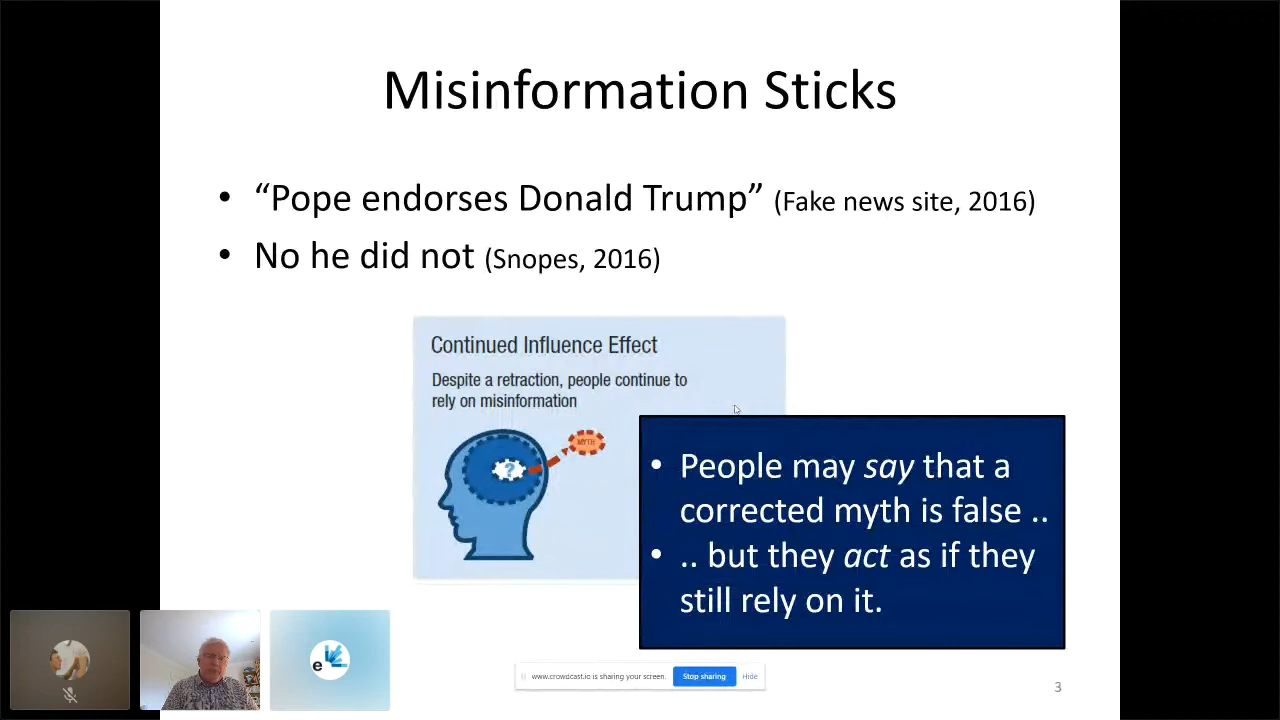 Misinformation Sticks
• “Pope endorses Donald Trump” (Fake news site, 2016)
• No he did not (Snopes, 2016)
Continued Influence Effect
Despite a retraction, people continue to
rely on misinformation
MYTH
?
• People may say that a
corrected myth is false ..
• .. but they act as if they
still rely on it.
e
www.crowdcast.io is sharing your screen.
Stop sharing
Hide
3